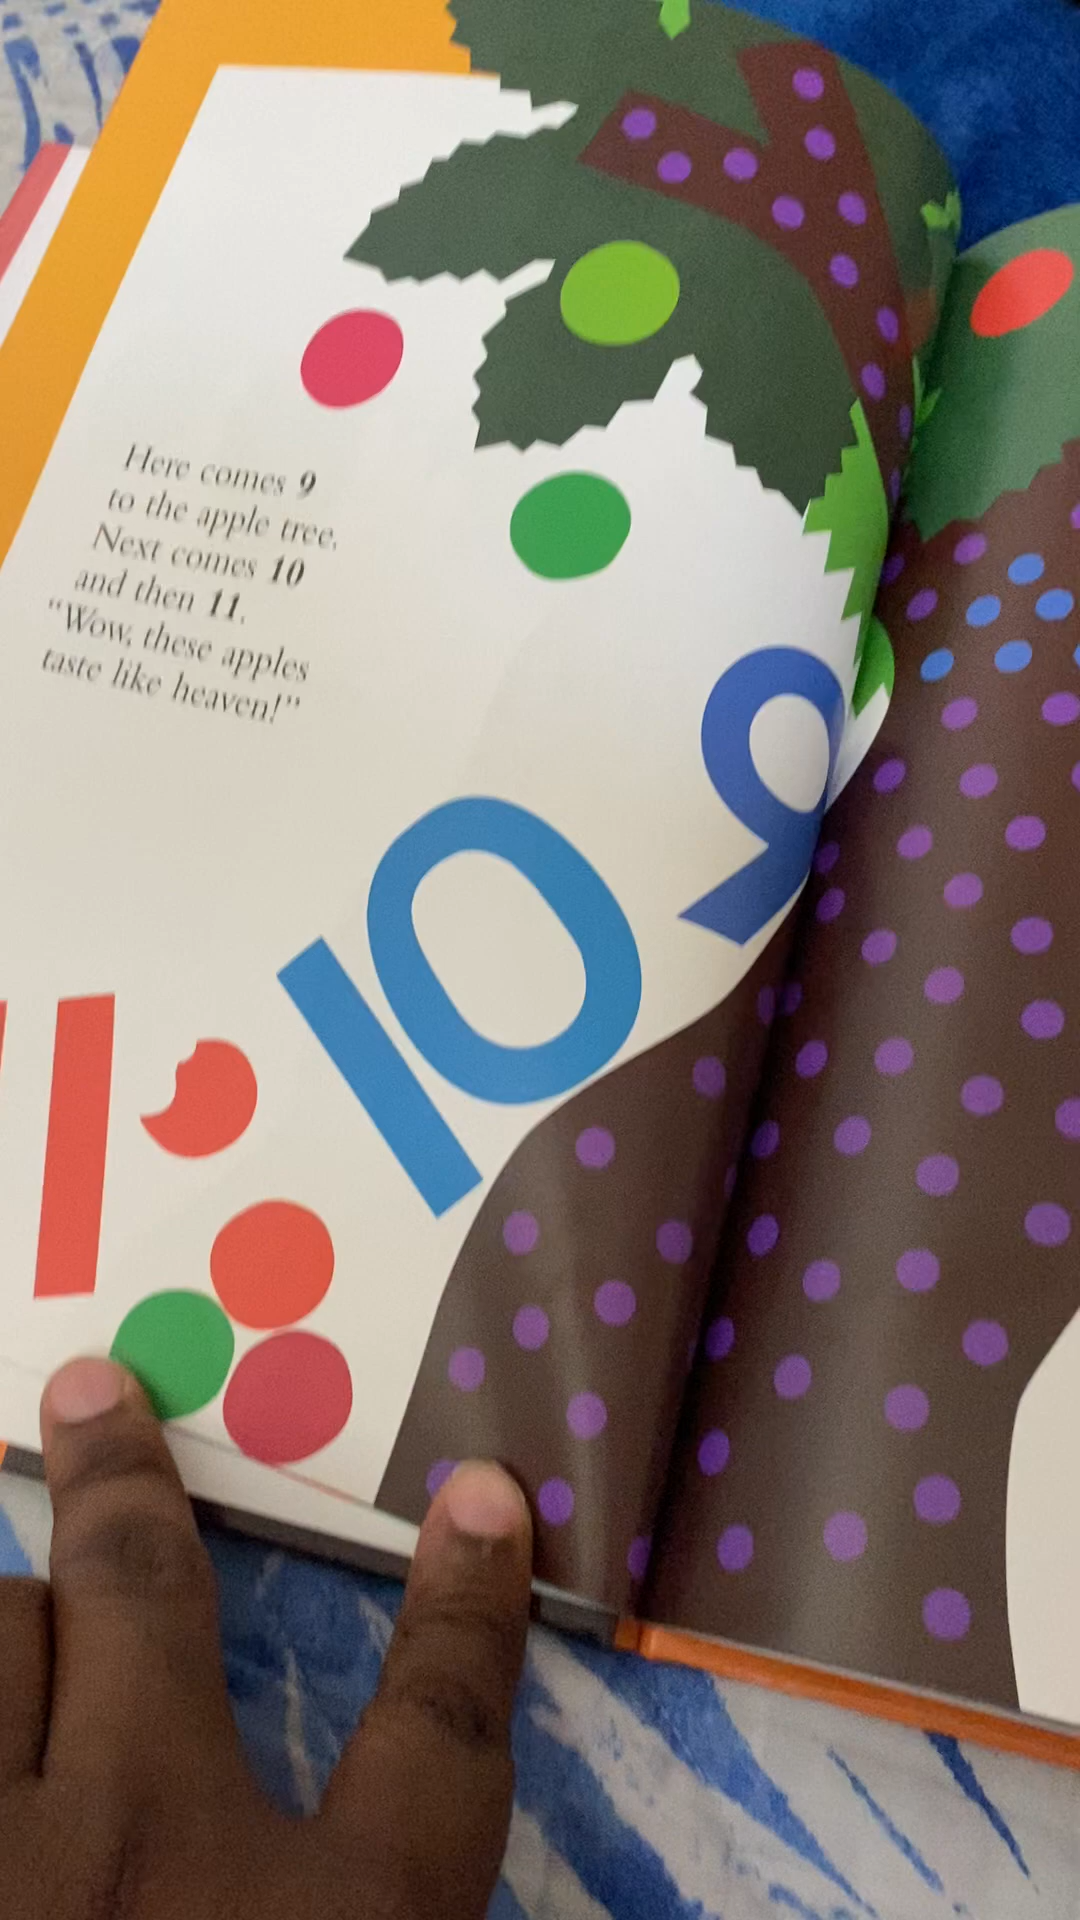 Here comes 9
to the apple tree.
Next comes 10
and then 11.
"Wow, these apples
taste like heaven!"
9
10
11